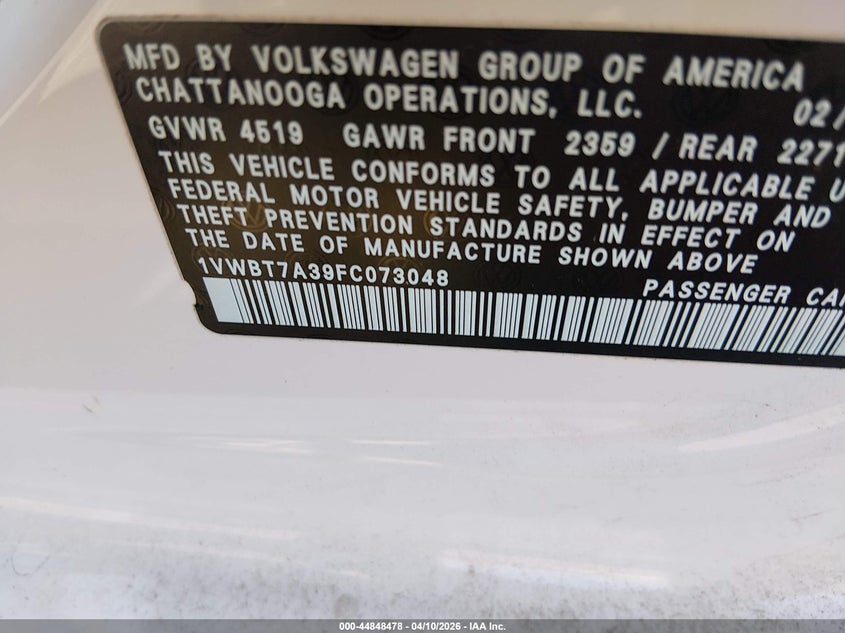 MFD BY VOLKSWAGEN GROUP OF AMERICA
CHATTANOOGA OPERATIONS, LLC. 02/
GVWR 4519 GAWR FRONT 2359 / REAR 2271
THIS VEHICLE CONFORMS TO ALL APPLICABLE U
FEDERAL MOTOR VEHICLE SAFETY, BUMPER AND
THEFT PREVENTION STANDARDS IN EFFECT ON
THE DATE OF MANUFACTURE SHOWN ABOVE
1VWBT7A39FC073048 PASSENGER CAR
000-44848478 - 04/10/2026 - IAA Inc.